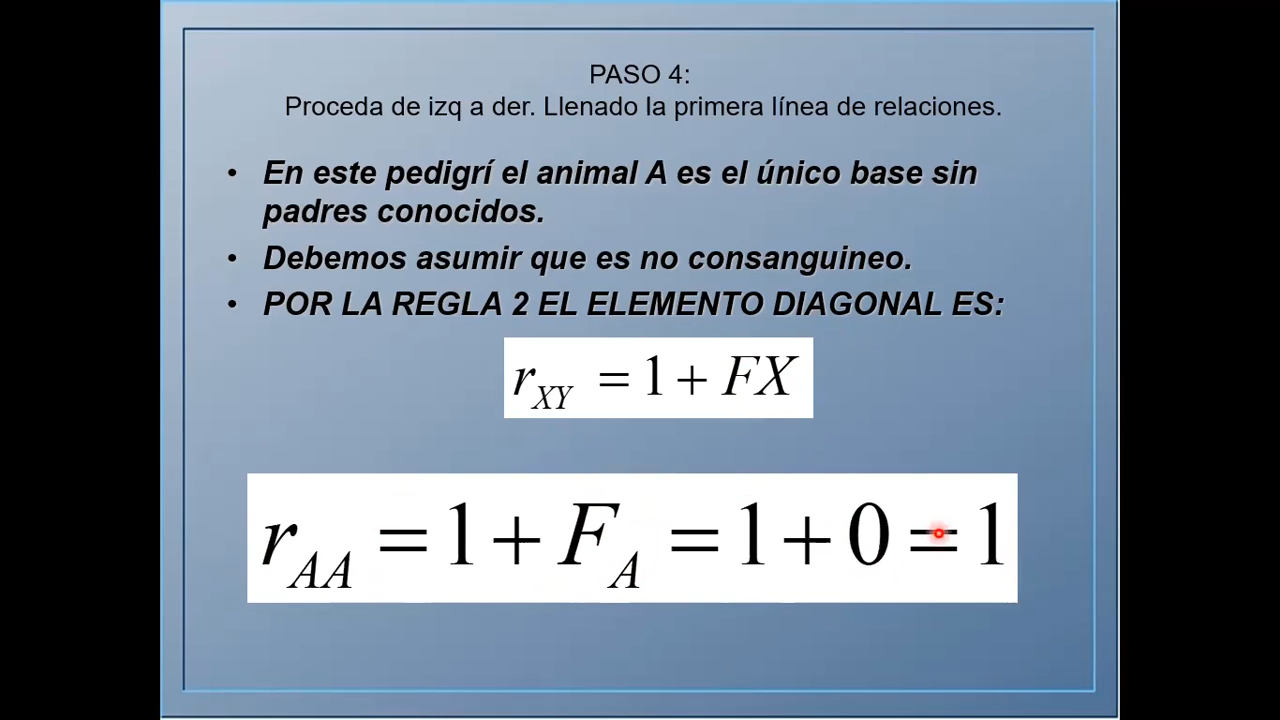 PASO 4:
Proceda de izq a der. Llenado la primera línea de relaciones.
• En este pedigrí el animal A es el único base sin
padres conocidos.
• Debemos asumir que es no consanguineo.
• POR LA REGLA 2 EL ELEMENTO DIAGONAL ES:
r_XY = 1 + FX
r_AA = 1 + F_A = 1 + 0 = 1